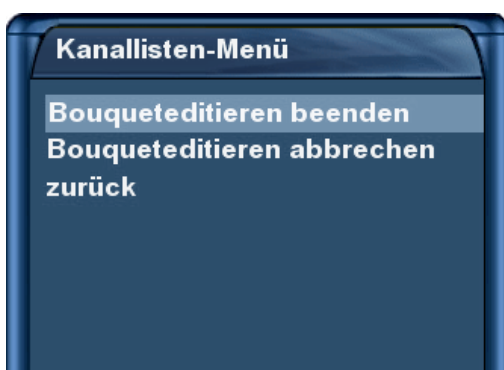 Kanallisten-Menü
Bouqueteditieren beenden
Bouqueteditieren abbrechen
zurück